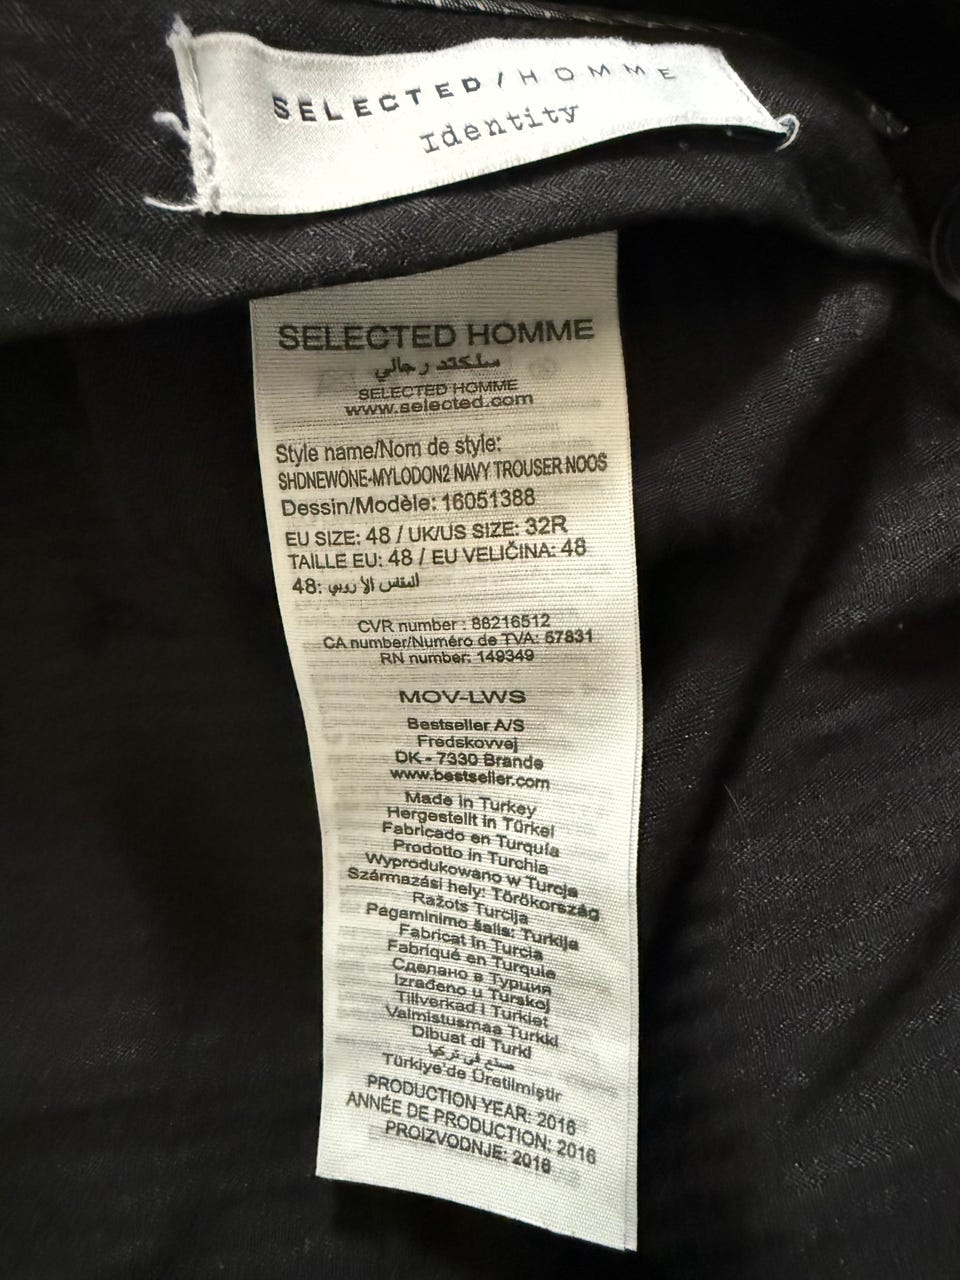 SELECTED/HOMME
Identity
SELECTED HOMME
سلكتد رجالي
SELECTED HOMME
www.selected.com
Style name/Nom de style:
SHDNEWONE-MYLODON2 NAVY TROUSER NOOS
Dessin/Modèle: 16051388
EU SIZE: 48 / UK/US SIZE: 32R
TAILLE EU: 48 / EU VELIČINA: 48
المقاس الأروبي :48
CVR number : 88216512
CA number/Numéro de TVA: 57831
RN number: 149349
MOV-LWS
Bestseller A/S
Fredskovvej
DK - 7330 Brande
www.bestseller.com
Made in Turkey
Hergestellt in Türkei
Fabricado en Turquía
Prodotto in Turchia
Wyprodukowano w Turcja
Származási hely: Törökország
Ražots Turcija
Pagaminimo šalis: Turkija
Fabricat în Turcia
Fabriqué en Turquie
Сделано в Турция
Izrađeno u Turskoj
Tillverkad i Turkiet
Valmistusmaa Turkki
Dibuat di Turki
صنع في تركيا
Türkiye'de Üretilmiştir
PRODUCTION YEAR: 2016
ANNÉE DE PRODUCTION: 2016
PROIZVODNJE: 2016